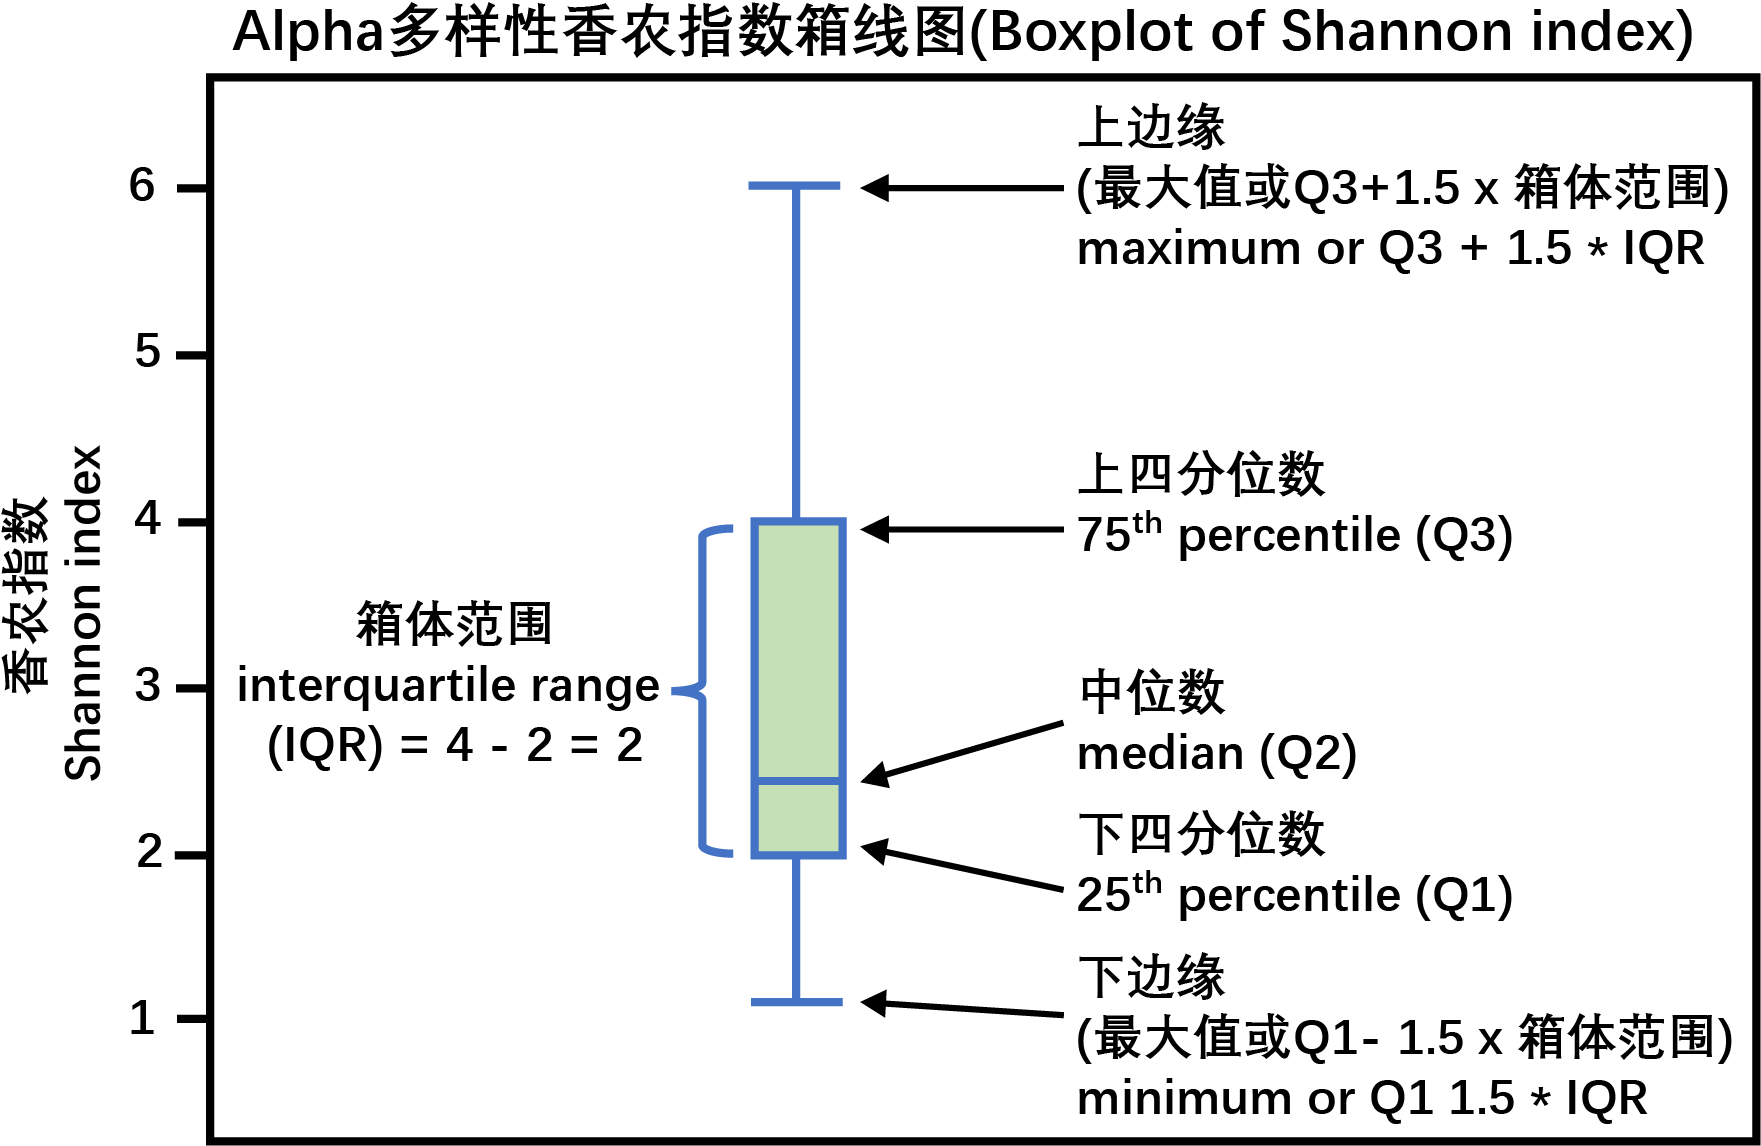 Alpha多样性香农指数箱线图(Boxplot of Shannon index)
上边缘
(最大值或Q3+1.5 x 箱体范围)
maximum or Q3 + 1.5 * IQR
6
5
上四分位数
75th percentile (Q3)
4
香农指数
Shannon index
箱体范围
interquartile range
(IQR) = 4 - 2 = 2
3
中位数
median (Q2)
2
下四分位数
25th percentile (Q1)
下边缘
(最大值或Q1- 1.5 x 箱体范围)
minimum or Q1 1.5 * IQR
1